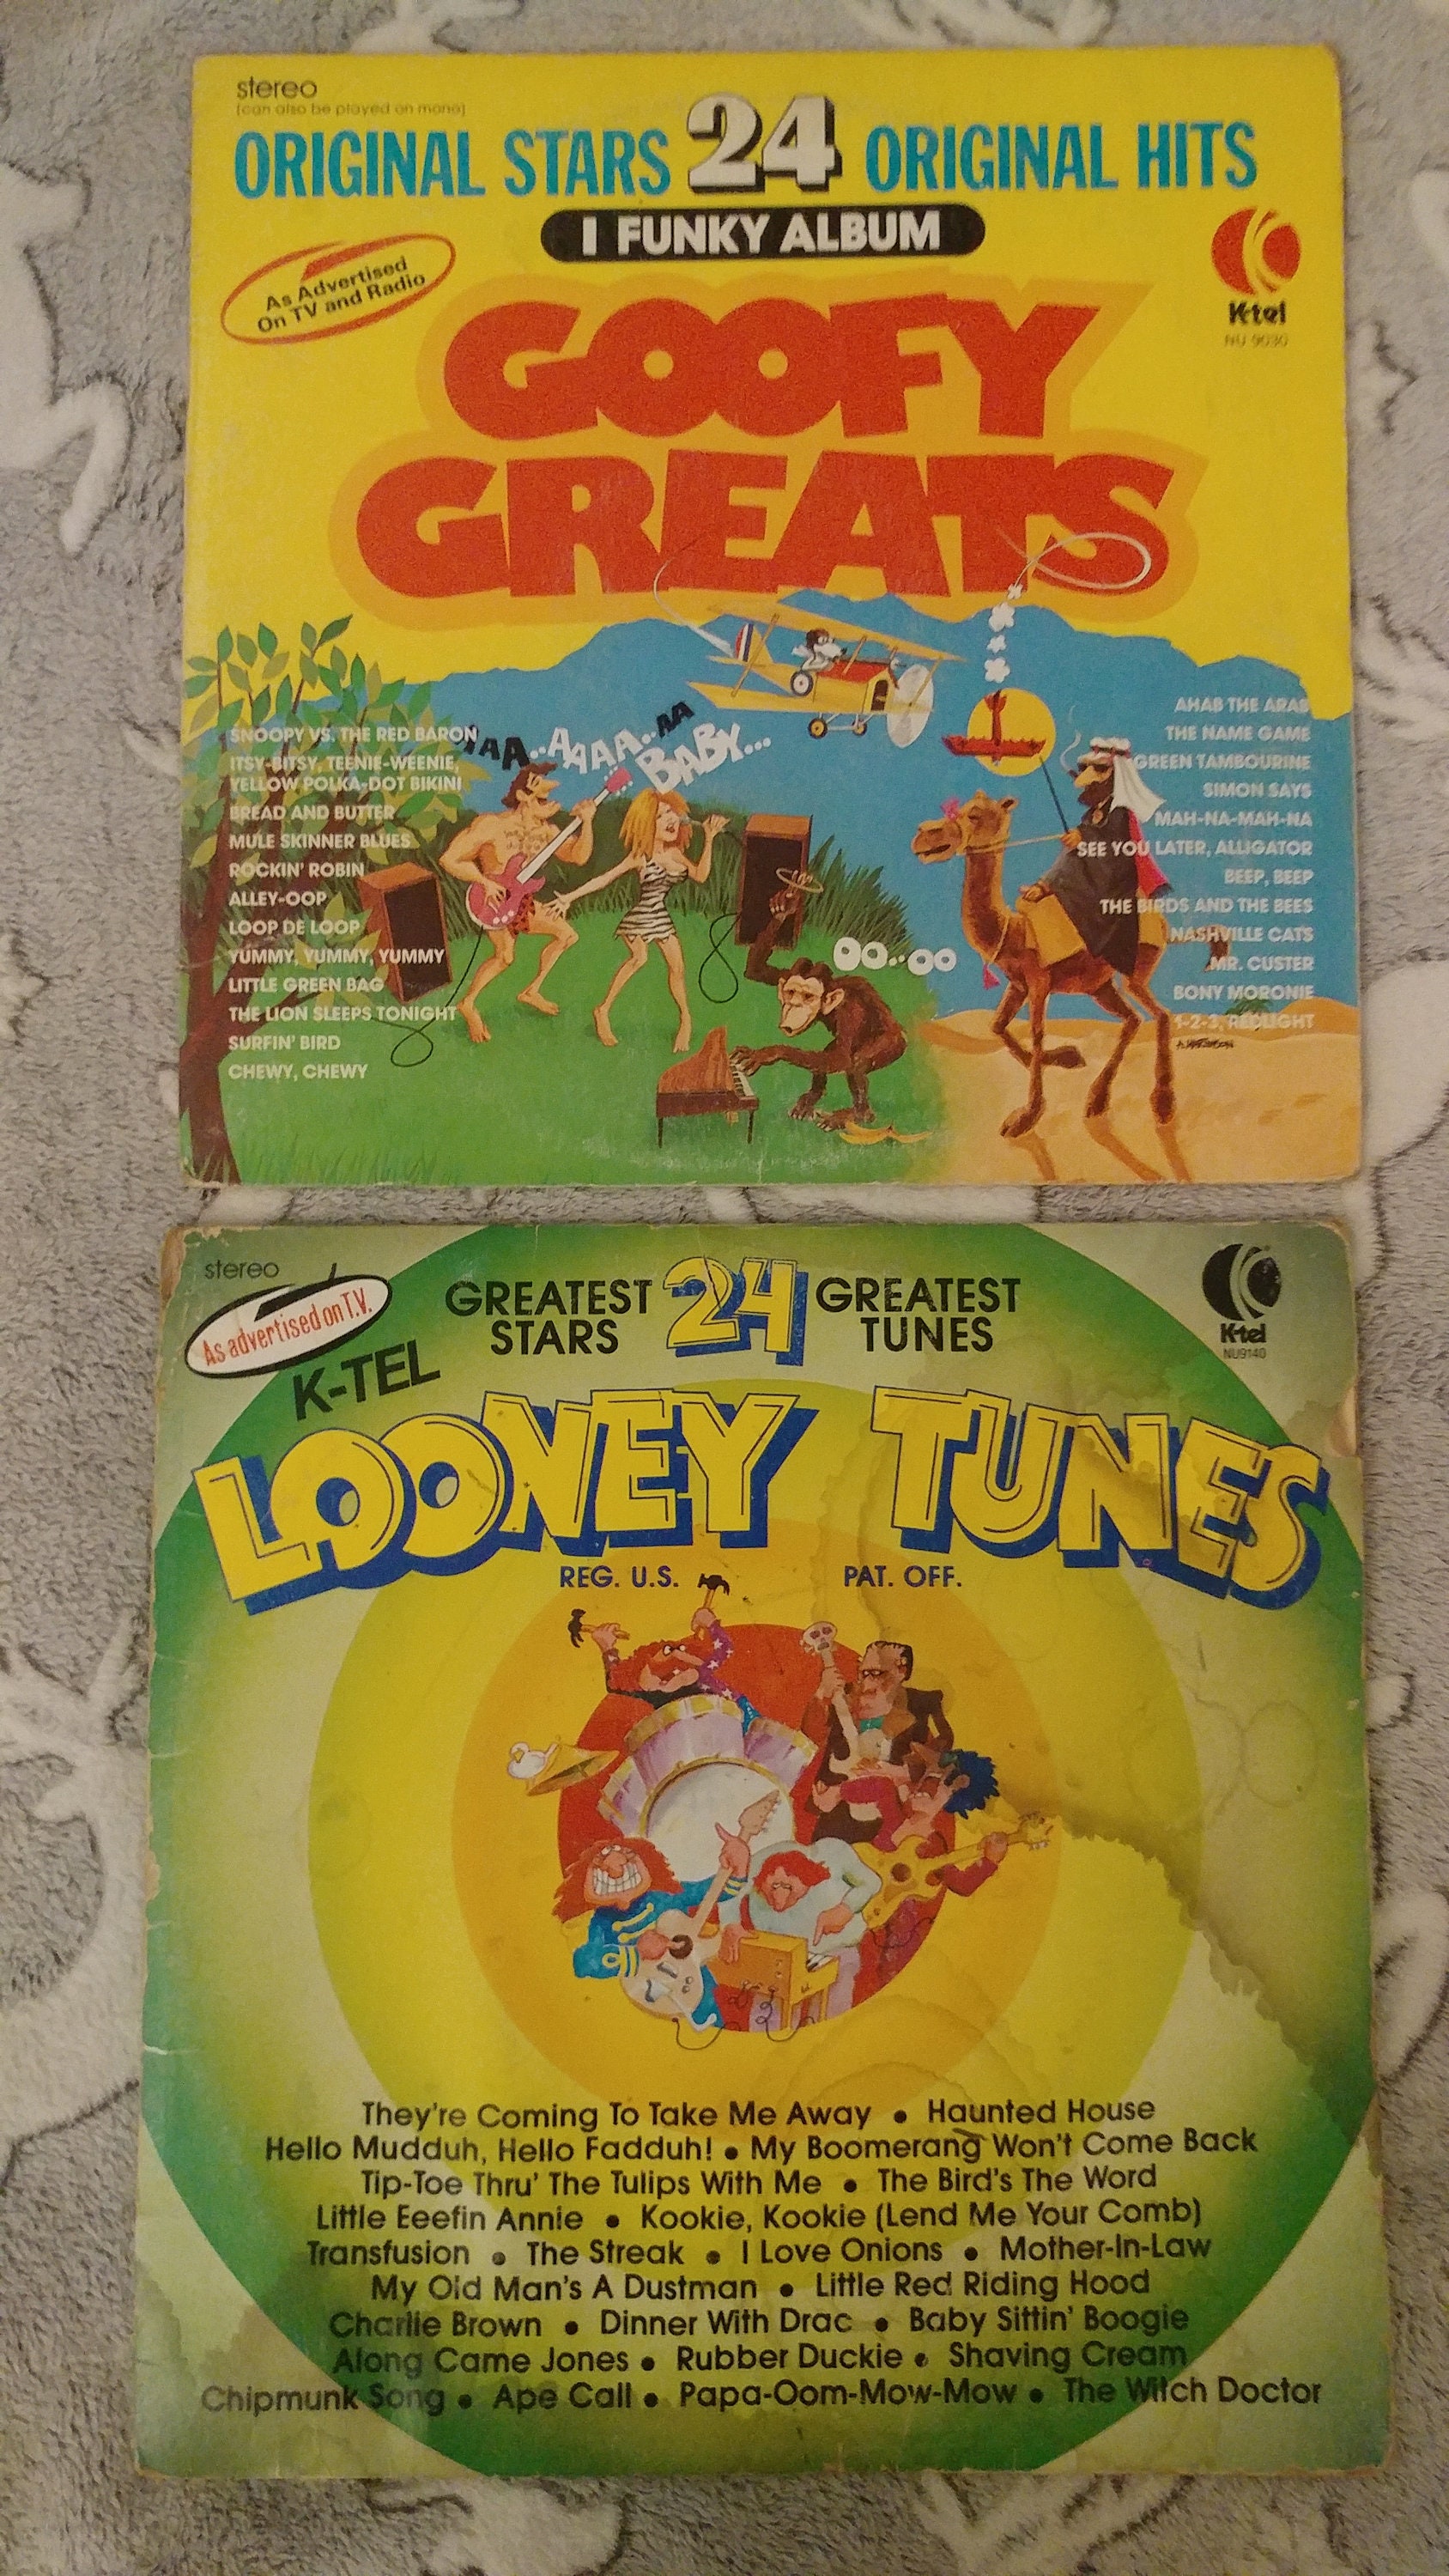 stereo
(can also be played on mono)
ORIGINAL STARS 24 ORIGINAL HITS
1 FUNKY ALBUM
As Advertised
On TV and Radio
K-tel
NU 9030
GOOFY
GREATS
AAA..AAAA..AA
BABY...
OO..OO
SNOOPY VS. THE RED BARON
ITSY-BITSY, TEENIE-WEENIE,
YELLOW POLKA-DOT BIKINI
BREAD AND BUTTER
MULE SKINNER BLUES
ROCKIN' ROBIN
ALLEY-OOP
LOOP DE LOOP
YUMMY, YUMMY, YUMMY
LITTLE GREEN BAG
THE LION SLEEPS TONIGHT
SURFIN' BIRD
CHEWY, CHEWY
AHAB THE ARAB
THE NAME GAME
GREEN TAMBOURINE
SIMON SAYS
MAH-NA-MAH-NA
SEE YOU LATER, ALLIGATOR
BEEP, BEEP
THE BIRDS AND THE BEES
NASHVILLE CATS
MR. CUSTER
BONY MORONIE
1-2-3, REDLIGHT
stereo
As advertised on T.V.
GREATEST STARS
24
GREATEST TUNES
K-tel
NU9140
K-TEL
LOONEY TUNES
REG. U.S. PAT. OFF.
They're Coming To Take Me Away • Haunted House
Hello Mudduh, Hello Fadduh! • My Boomerang Won't Come Back
Tip-Toe Thru' The Tulips With Me • The Bird's The Word
Little Eeefin Annie • Kookie, Kookie (Lend Me Your Comb)
Transfusion • The Streak • I Love Onions • Mother-In-Law
My Old Man's A Dustman • Little Red Riding Hood
Charlie Brown • Dinner With Drac • Baby Sittin' Boogie
Along Came Jones • Rubber Duckie • Shaving Cream
Chipmunk Song • Ape Call • Papa-Oom-Mow-Mow • The Witch Doctor